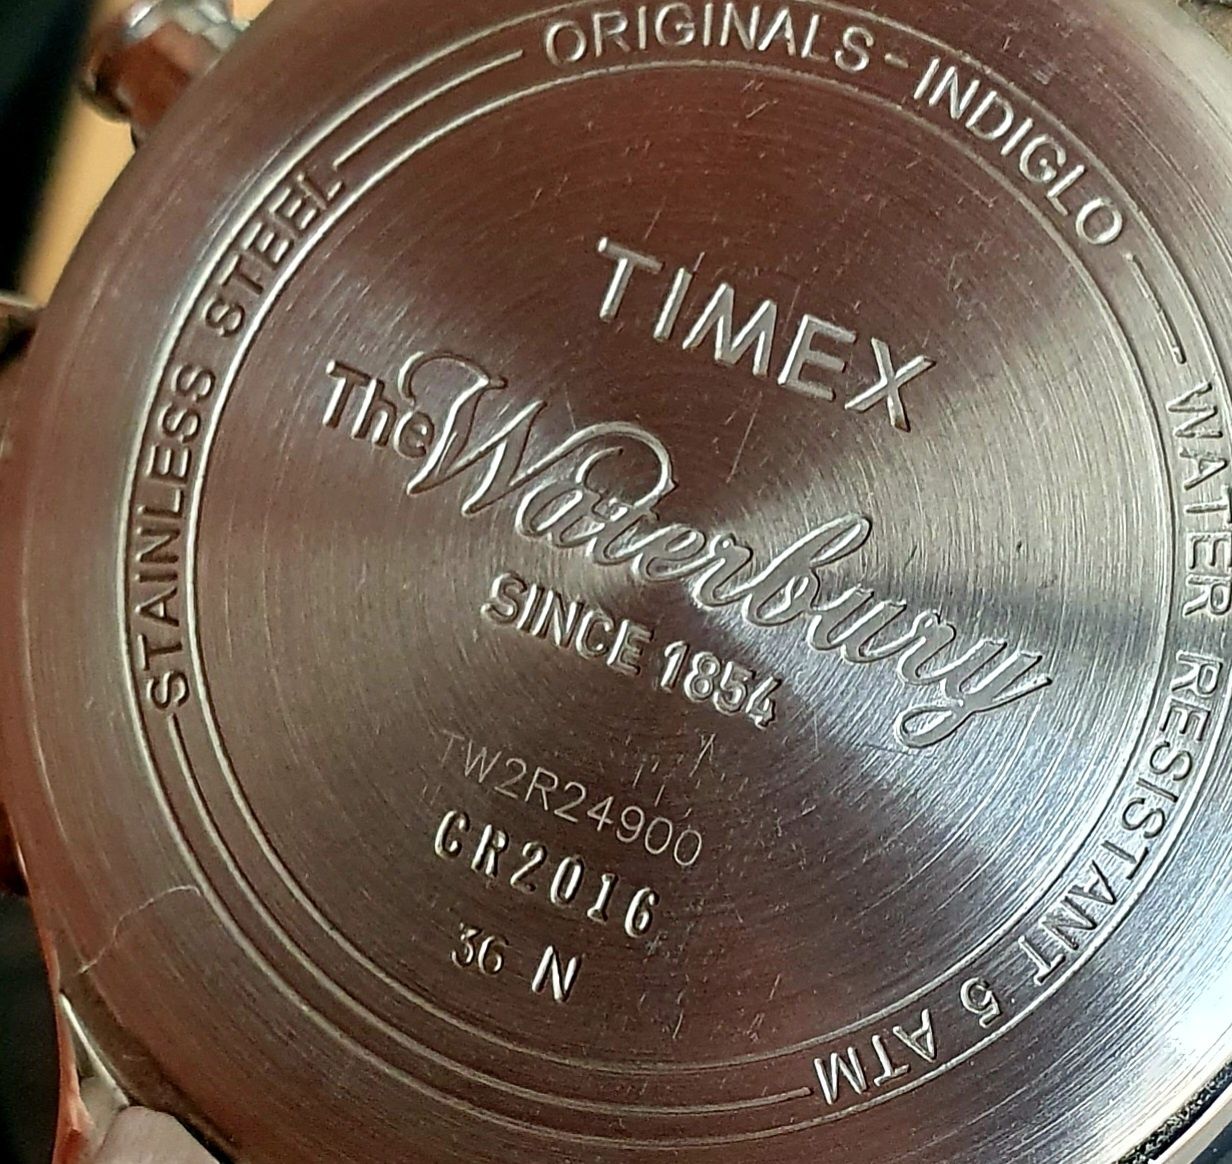 ORIGINALS - INDIGLO
WATER RESISTANT 5 ATM
STAINLESS STEEL
TIMEX
The Waterbury
SINCE 1854
TW2R24900
CR2016
36 N